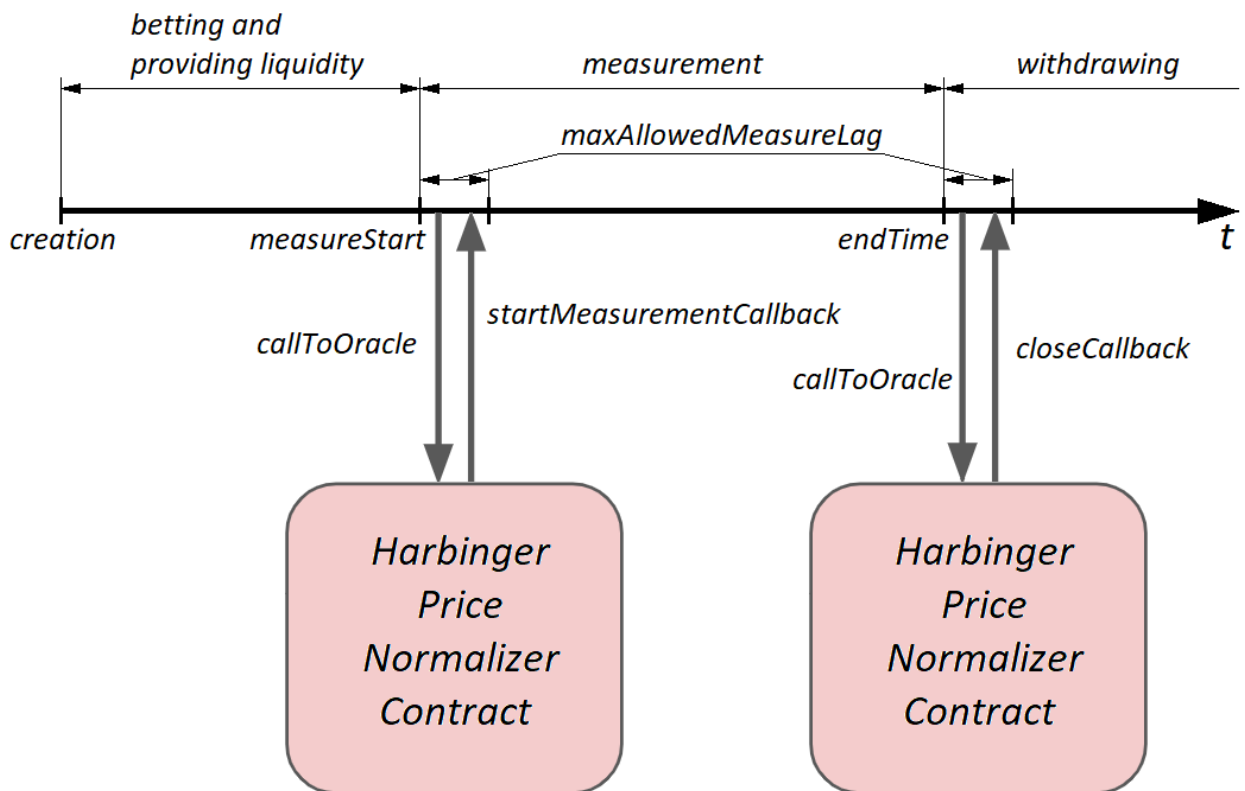 betting and
providing liquidity
measurement
withdrawing
maxAllowedMeasureLag
creation
measureStart
endTime
t
callToOracle
startMeasurementCallback
callToOracle
closeCallback
Harbinger
Price
Normalizer
Contract
Harbinger
Price
Normalizer
Contract